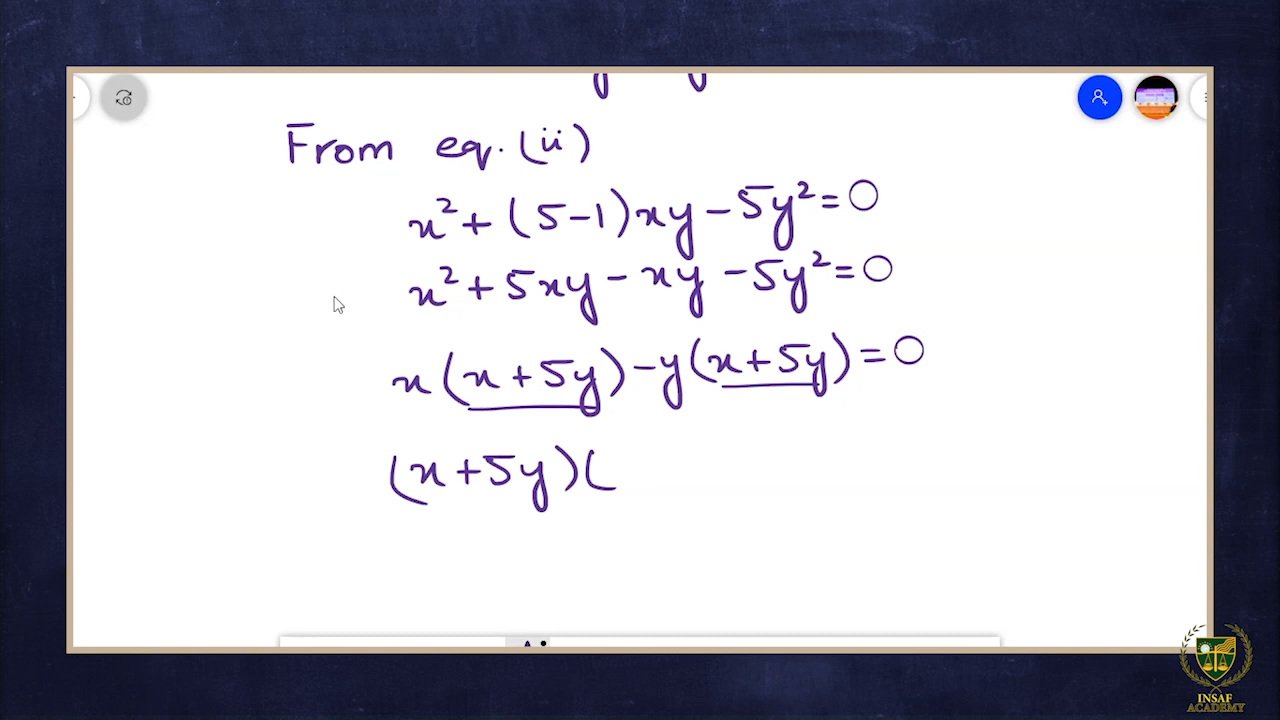 From eq. (ii)
x² + (5-1)xy - 5y² = 0
x² + 5xy - xy - 5y² = 0
x(x + 5y) - y(x + 5y) = 0
(x + 5y)(
INSAF
ACADEMY